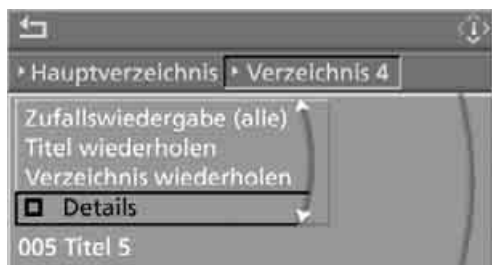 Hauptverzeichnis Verzeichnis 4
Zufallswiedergabe (alle)
Titel wiederholen
Verzeichnis wiederholen
Details
005 Titel 5